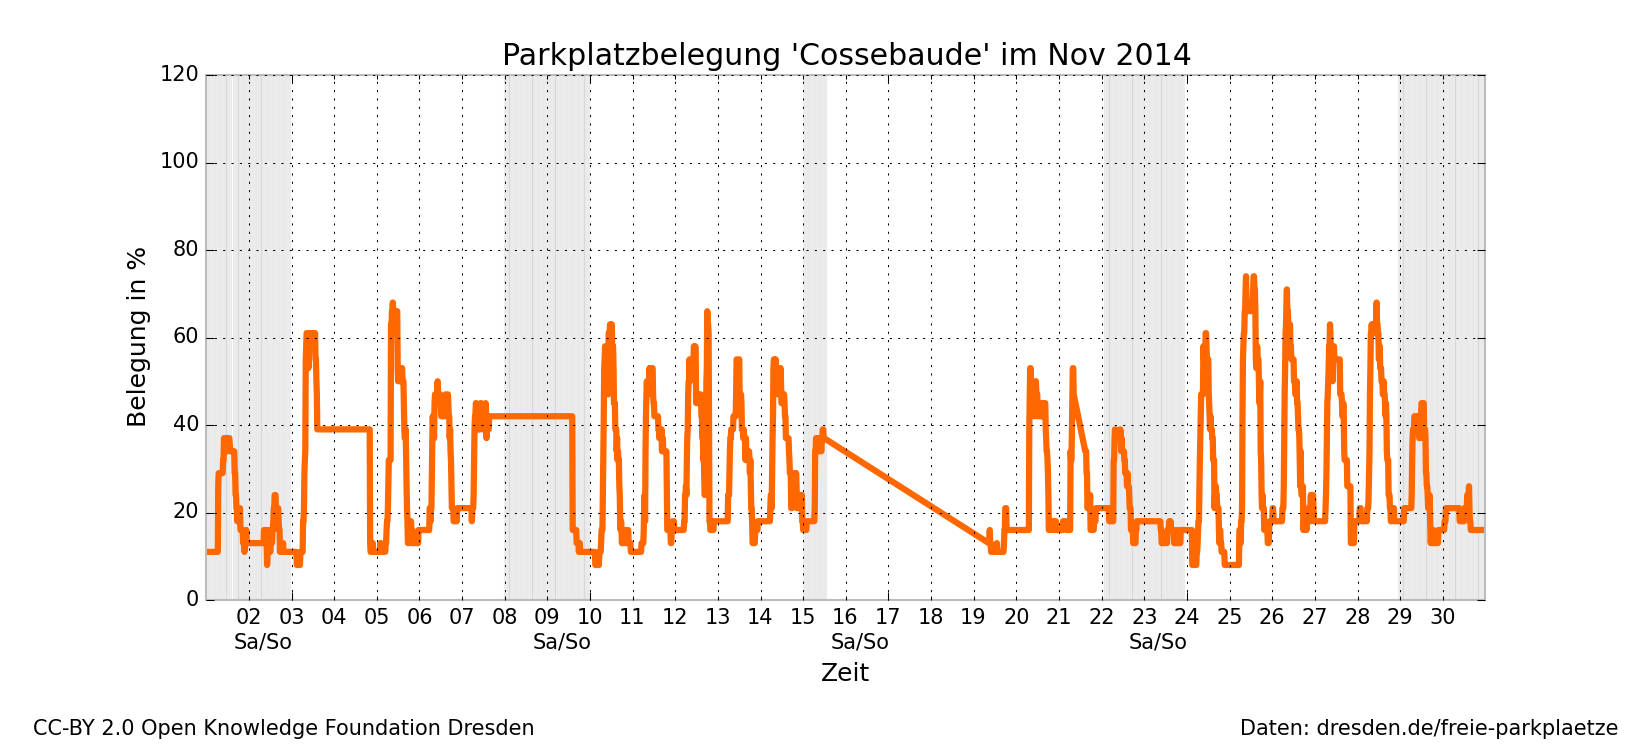 Parkplatzbelegung 'Cossebaude' im Nov 2014
120
100
80
60
40
20
0
Belegung in %
02 03 04 05 06 07 08 09 10 11 12 13 14 15 16 17 18 19 20 21 22 23 24 25 26 27 28 29 30
Sa/So Sa/So Sa/So Sa/So
Zeit
CC-BY 2.0 Open Knowledge Foundation Dresden
Daten: dresden.de/freie-parkplaetze